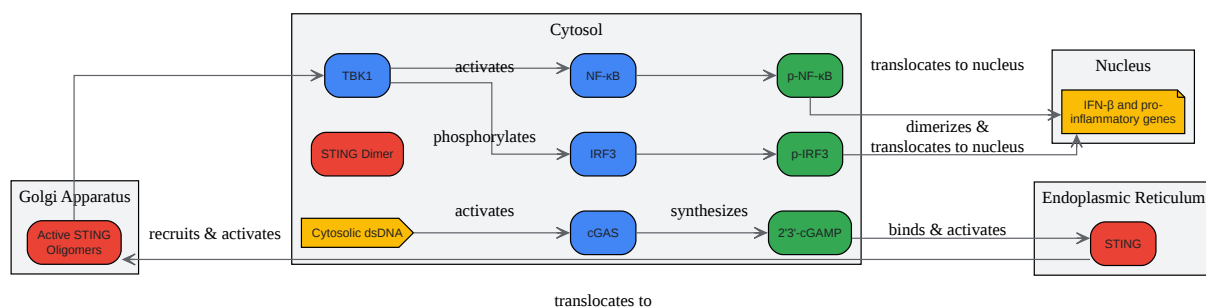 Cytosol
TBK1
activates
NF-κB
p-NF-κB
translocates to nucleus
Nucleus
IFN-β and pro-
inflammatory genes
STING Dimer
phosphorylates
IRF3
p-IRF3
dimerizes &
translocates to nucleus
Golgi Apparatus
Active STING
Oligomers
recruits & activates
Cytosolic dsDNA
activates
cGAS
synthesizes
2'3'-cGAMP
binds & activates
Endoplasmic Reticulum
STING
translocates to